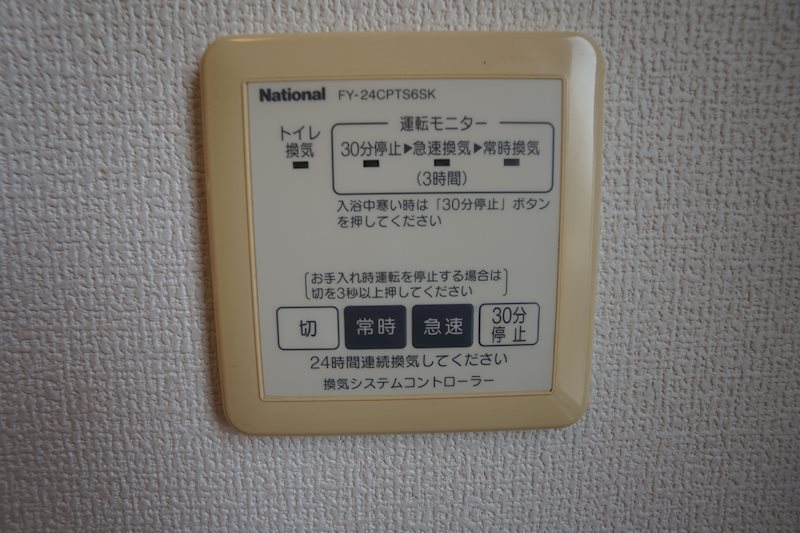 National FY-24CPTS6SK
運転モニター
トイレ
換気
30分停止▶急速換気▶常時換気
(3時間)
入浴中寒い時は「30分停止」ボタン
を押してください
お手入れ時運転を停止する場合は
切を3秒以上押してください
切 常時 急速 30分
停止
24時間連続換気してください
換気システムコントローラー